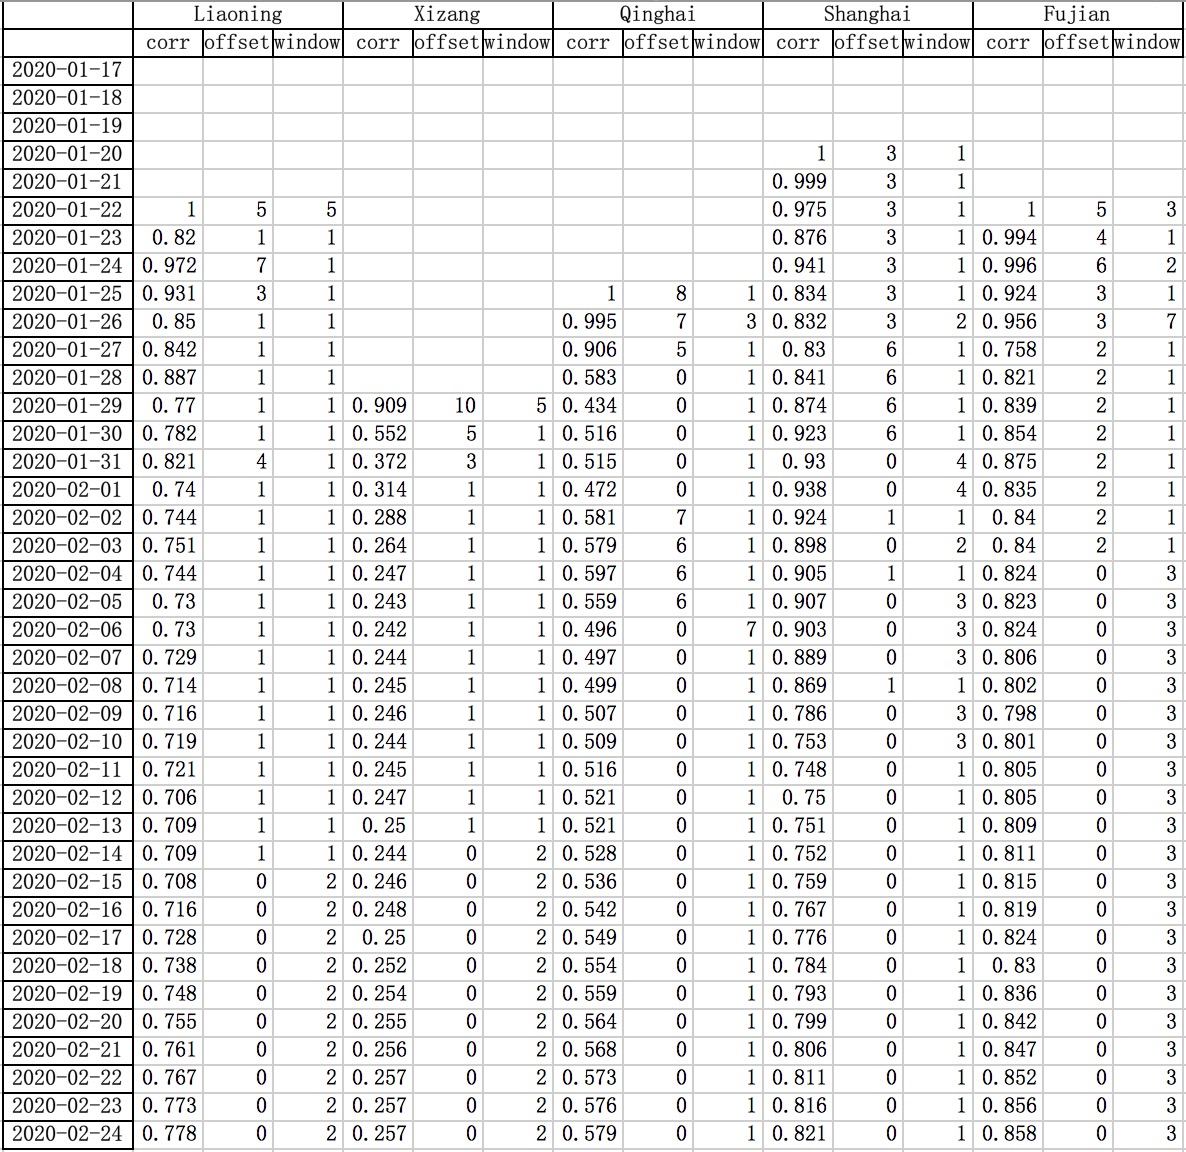 Liaoning Xizang Qinghai Shanghai Fujian
corr offset window corr offset window corr offset window corr offset window corr offset window
2020-01-17
2020-01-18
2020-01-19
2020-01-20 1 3 1
2020-01-21 0.999 3 1
2020-01-22 1 5 5 0.975 3 1 1 5 3
2020-01-23 0.82 1 1 0.876 3 1 0.994 4 1
2020-01-24 0.972 7 1 0.941 3 1 0.996 6 2
2020-01-25 0.931 3 1 1 8 1 0.834 3 1 0.924 3 1
2020-01-26 0.85 1 1 0.995 7 3 0.832 3 2 0.956 3 7
2020-01-27 0.842 1 1 0.906 5 1 0.83 6 1 0.758 2 1
2020-01-28 0.887 1 1 0.583 0 1 0.841 6 1 0.821 2 1
2020-01-29 0.77 1 1 0.909 10 5 0.434 0 1 0.874 6 1 0.839 2 1
2020-01-30 0.782 1 1 0.552 5 1 0.516 0 1 0.923 6 1 0.854 2 1
2020-01-31 0.821 4 1 0.372 3 1 0.515 0 1 0.93 0 4 0.875 2 1
2020-02-01 0.74 1 1 0.314 1 1 0.472 0 1 0.938 0 4 0.835 2 1
2020-02-02 0.744 1 1 0.288 1 1 0.581 7 1 0.924 1 1 0.84 2 1
2020-02-03 0.751 1 1 0.264 1 1 0.579 6 1 0.898 0 2 0.84 2 1
2020-02-04 0.744 1 1 0.247 1 1 0.597 6 1 0.905 1 1 0.824 0 3
2020-02-05 0.73 1 1 0.243 1 1 0.559 6 1 0.907 0 3 0.823 0 3
2020-02-06 0.73 1 1 0.242 1 1 0.496 0 7 0.903 0 3 0.824 0 3
2020-02-07 0.729 1 1 0.244 1 1 0.497 0 1 0.889 0 3 0.806 0 3
2020-02-08 0.714 1 1 0.245 1 1 0.499 0 1 0.869 1 1 0.802 0 3
2020-02-09 0.716 1 1 0.246 1 1 0.507 0 1 0.786 0 3 0.798 0 3
2020-02-10 0.719 1 1 0.244 1 1 0.509 0 1 0.753 0 3 0.801 0 3
2020-02-11 0.721 1 1 0.245 1 1 0.516 0 1 0.748 0 1 0.805 0 3
2020-02-12 0.706 1 1 0.247 1 1 0.521 0 1 0.75 0 1 0.805 0 3
2020-02-13 0.709 1 1 0.25 1 1 0.521 0 1 0.751 0 1 0.809 0 3
2020-02-14 0.709 1 1 0.244 0 2 0.528 0 1 0.752 0 1 0.811 0 3
2020-02-15 0.708 0 2 0.246 0 2 0.536 0 1 0.759 0 1 0.815 0 3
2020-02-16 0.716 0 2 0.248 0 2 0.542 0 1 0.767 0 1 0.819 0 3
2020-02-17 0.728 0 2 0.25 0 2 0.549 0 1 0.776 0 1 0.824 0 3
2020-02-18 0.738 0 2 0.252 0 2 0.554 0 1 0.784 0 1 0.83 0 3
2020-02-19 0.748 0 2 0.254 0 2 0.559 0 1 0.793 0 1 0.836 0 3
2020-02-20 0.755 0 2 0.255 0 2 0.564 0 1 0.799 0 1 0.842 0 3
2020-02-21 0.761 0 2 0.256 0 2 0.568 0 1 0.806 0 1 0.847 0 3
2020-02-22 0.767 0 2 0.257 0 2 0.573 0 1 0.811 0 1 0.852 0 3
2020-02-23 0.773 0 2 0.257 0 2 0.576 0 1 0.816 0 1 0.856 0 3
2020-02-24 0.778 0 2 0.257 0 2 0.579 0 1 0.821 0 1 0.858 0 3